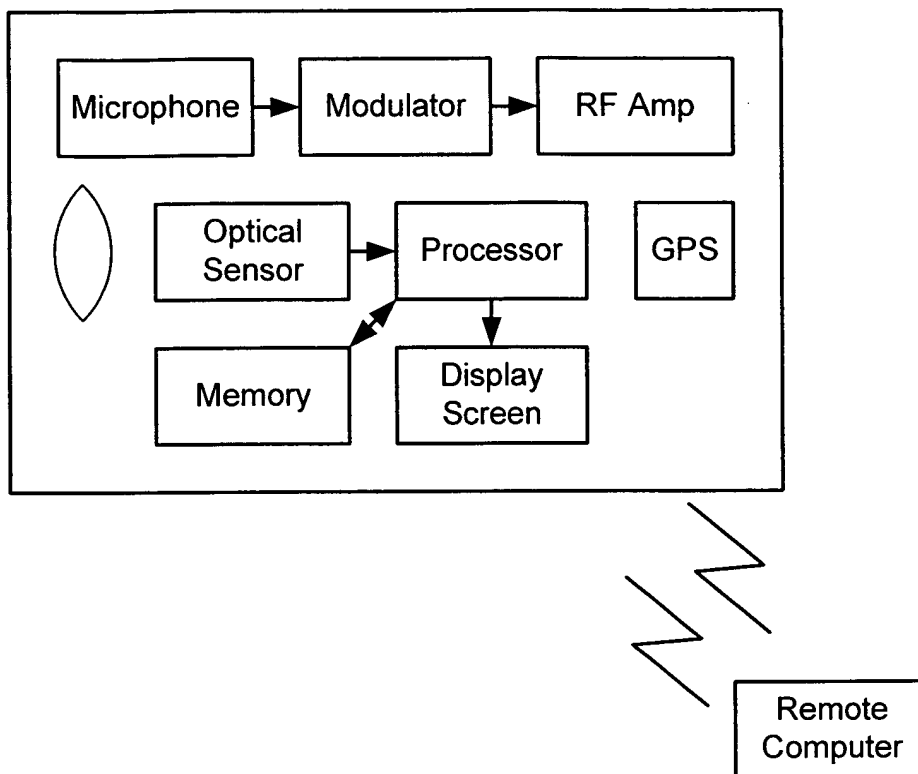 Microphone
Modulator
RF Amp
Optical
Sensor
Processor
GPS
Memory
Display
Screen
Remote
Computer